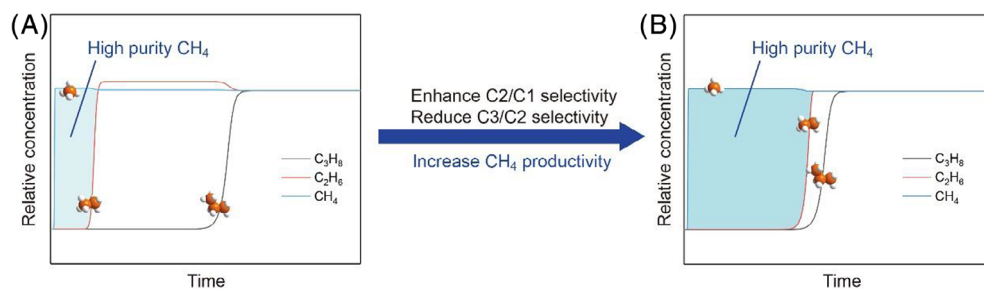 (A)
High purity CH₄
Relative concentration
C₃H₈
C₂H₆
CH₄
Time
Enhance C2/C1 selectivity
Reduce C3/C2 selectivity
Increase CH₄ productivity
(B)
High purity CH₄
Relative concentration
C₃H₈
C₂H₆
CH₄
Time